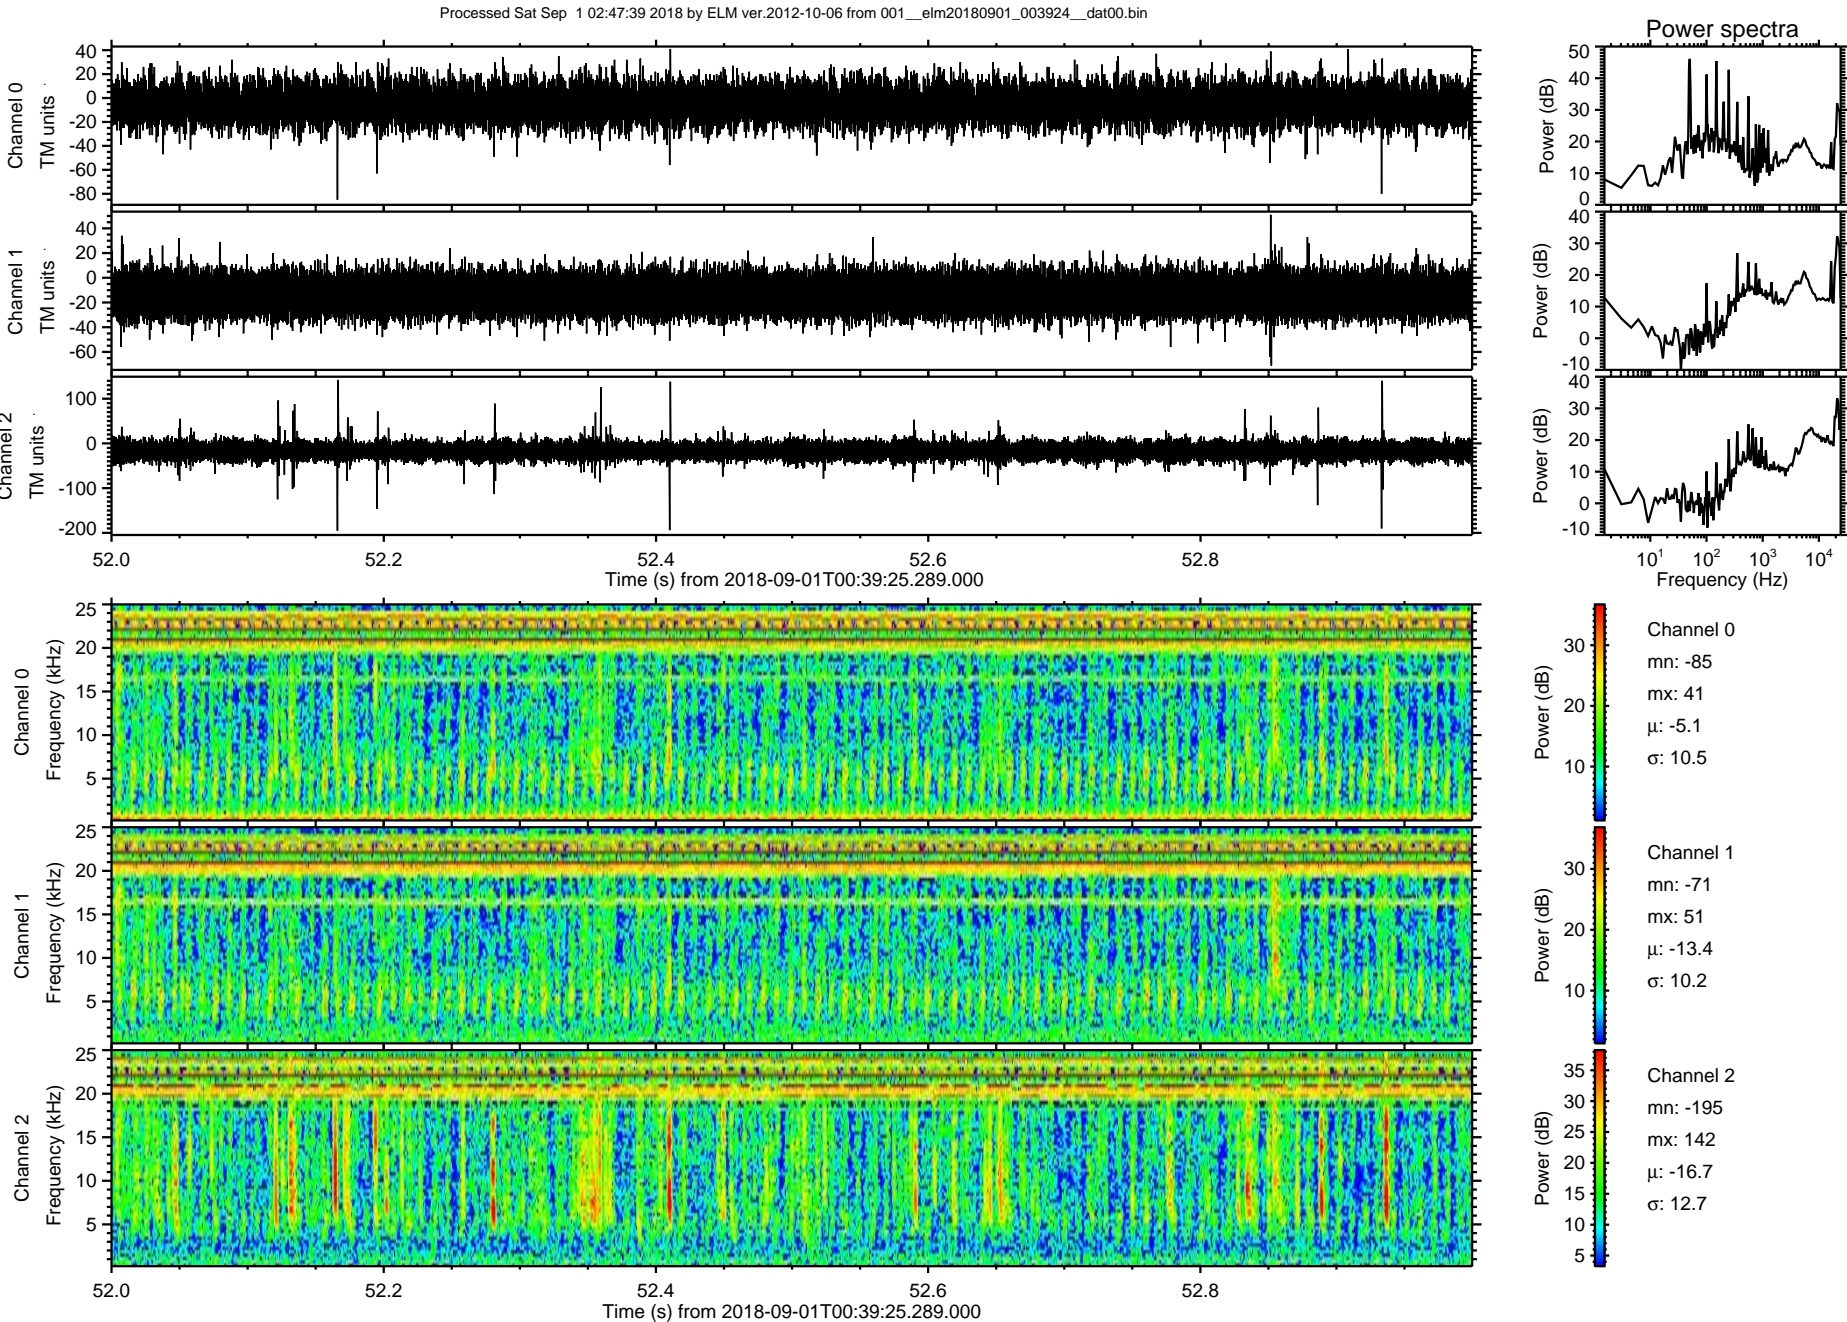 Processed Sat Sep 1 02:47:39 2018 by ELM ver.2012-10-06 from 001__elm20180901_003924__dat00.bin
Power spectra
Channel 0
TM units
40
20
0
-20
-40
-60
-80
Power (dB)
50
40
30
20
10
0
Channel 1
TM units
40
20
0
-20
-40
-60
Power (dB)
40
30
20
10
0
-10
Channel 2
TM units
100
0
-100
-200
Power (dB)
40
30
20
10
0
-10
52.0 52.2 52.4 52.6 52.8
Time (s) from 2018-09-01T00:39:25.289.000
10¹ 10² 10³ 10⁴
Frequency (Hz)
Channel 0
Frequency (kHz)
25
20
15
10
5
Power (dB)
30
20
10
Channel 0
mn: -85
mx: 41
μ: -5.1
σ: 10.5
Channel 1
Frequency (kHz)
25
20
15
10
5
Power (dB)
30
20
10
Channel 1
mn: -71
mx: 51
μ: -13.4
σ: 10.2
Channel 2
Frequency (kHz)
25
20
15
10
5
Power (dB)
35
30
25
20
15
10
5
Channel 2
mn: -195
mx: 142
μ: -16.7
σ: 12.7
52.0 52.2 52.4 52.6 52.8
Time (s) from 2018-09-01T00:39:25.289.000